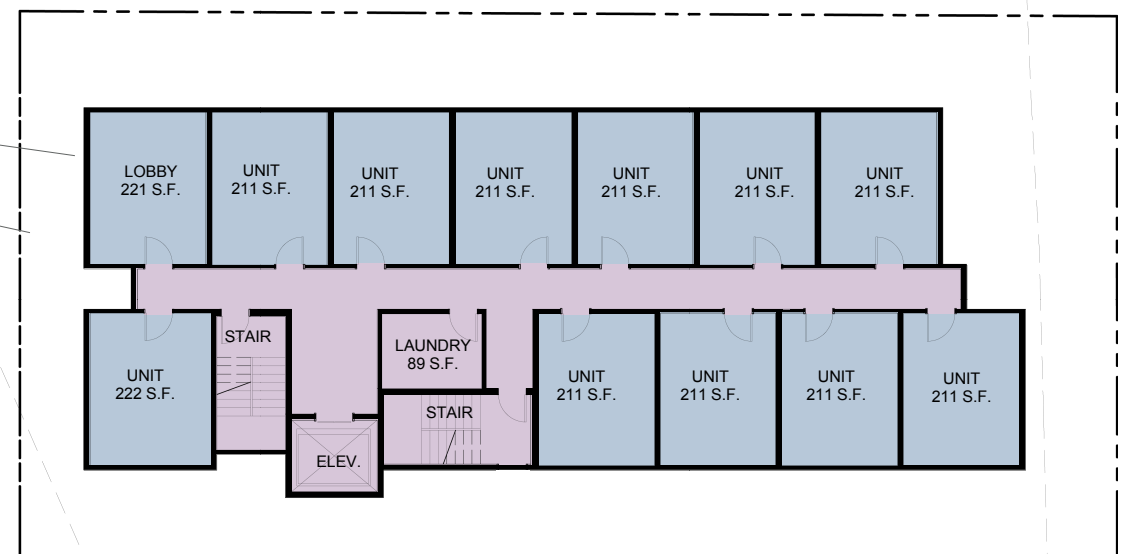 LOBBY
221 S.F.
UNIT
211 S.F.
UNIT
211 S.F.
UNIT
211 S.F.
UNIT
211 S.F.
UNIT
211 S.F.
UNIT
211 S.F.
UNIT
222 S.F.
STAIR
LAUNDRY
89 S.F.
STAIR
ELEV.
UNIT
211 S.F.
UNIT
211 S.F.
UNIT
211 S.F.
UNIT
211 S.F.